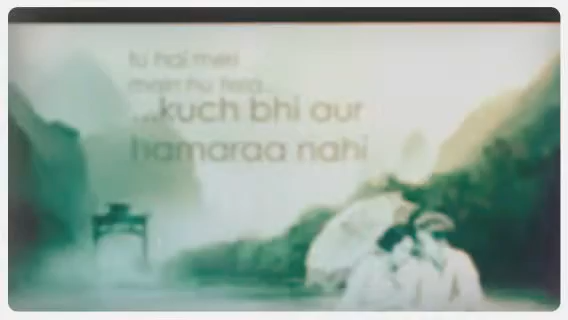 tu hai meri
main hu tera..
...kuch bhi aur
hamaraa nahi